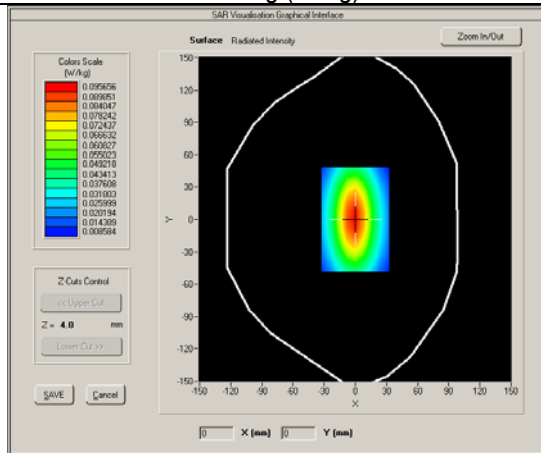 SAR Visualisation Graphical Interface
Surface Radiated Intensity
Zoom In/Out
Colors Scale
(W/kg)
0.095656
0.089851
0.084047
0.078242
0.072437
0.066632
0.060827
0.055023
0.049218
0.043413
0.037608
0.031803
0.025999
0.020194
0.014389
0.008584
Z-Cuts Control
<< Upper Cut
Z = 4.0 mm
Lower Cut >>
SAVE Cancel
150
120
90
60
30
0
-30
-60
-90
-120
-150
Y
-150 -120 -90 -60 -30 0 30 60 90 120 150
X
0 X (mm) 0 Y (mm)